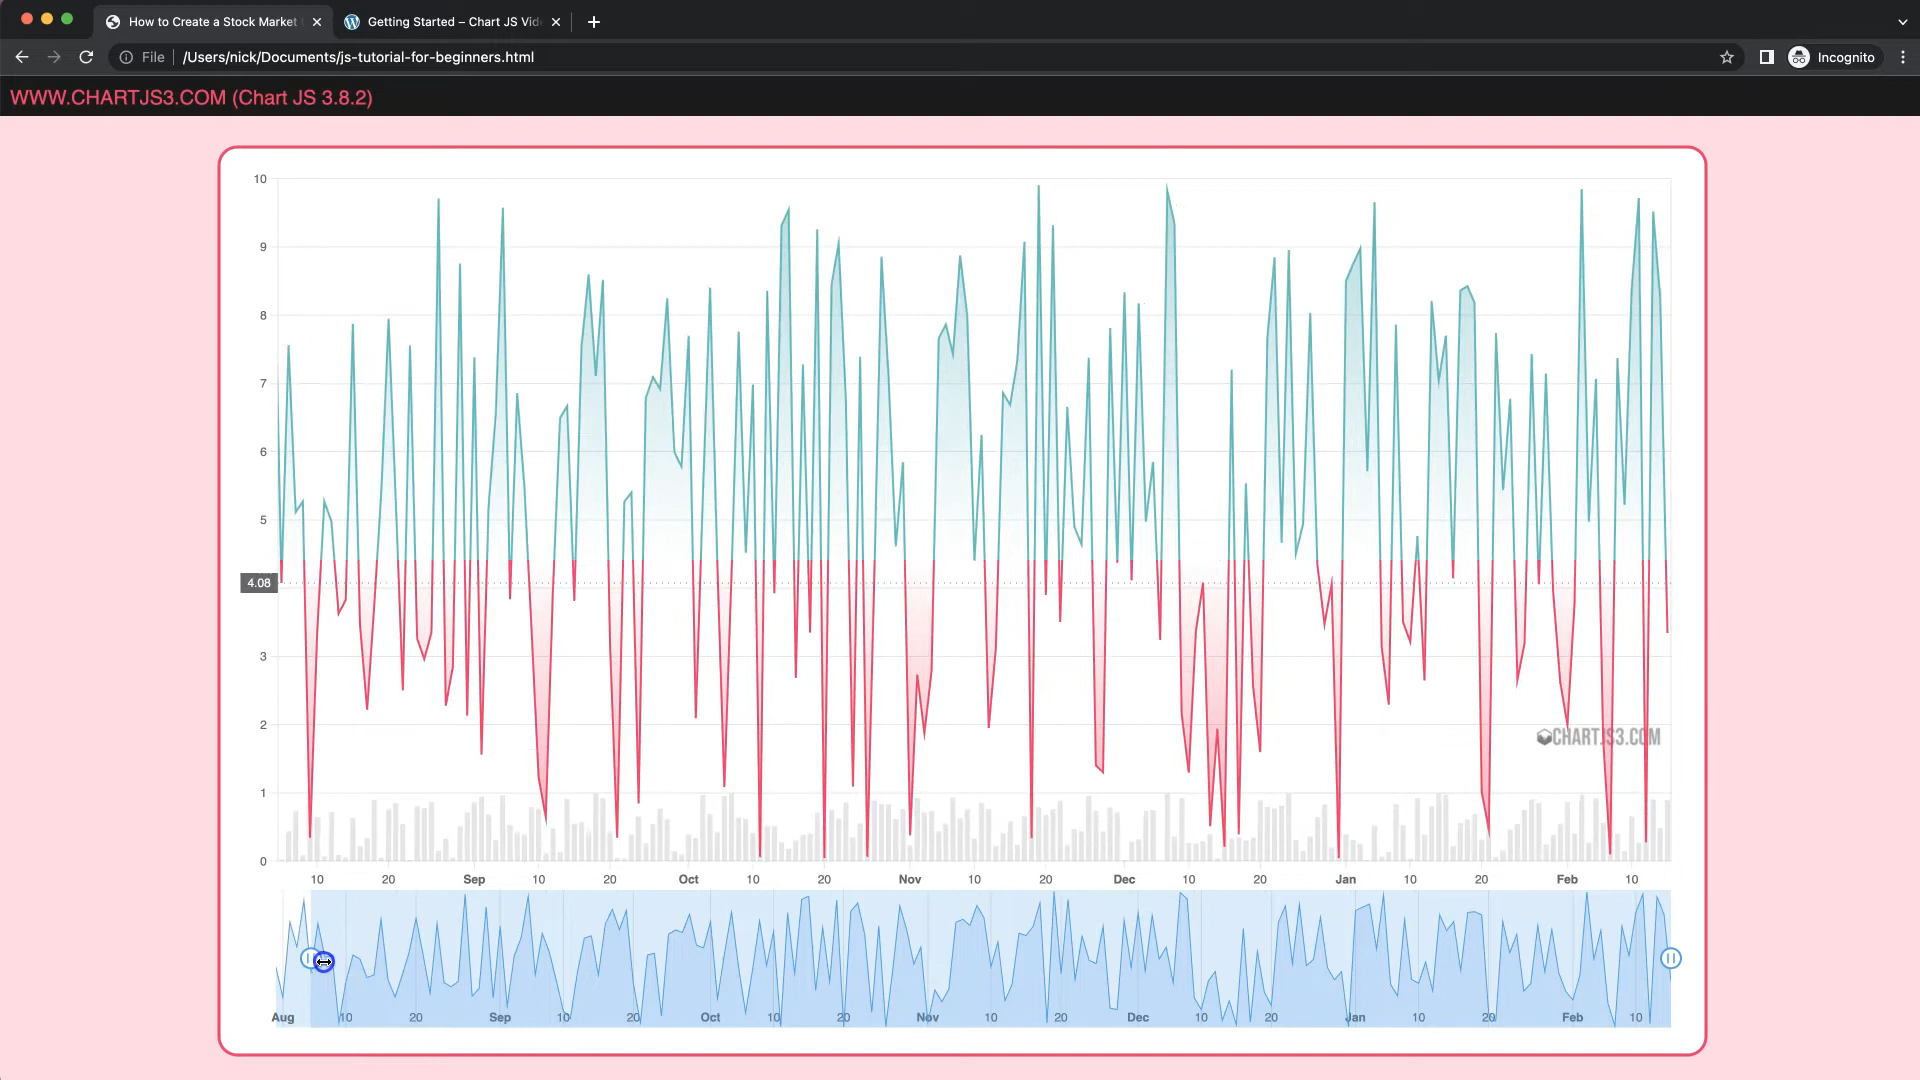 How to Create a Stock Market
Getting Started – Chart JS Vid
File
/Users/nick/Documents/js-tutorial-for-beginners.html
Incognito
WWW.CHARTJS3.COM (Chart JS 3.8.2)
10
9
8
7
6
5
4.08
3
2
CHARTJS3.COM
1
0
10 20 Sep 10 20 Oct 10 20 Nov 10 20 Dec 10 20 Jan 10 20 Feb 10
Aug 10 20 Sep 10 20 Oct 10 20 Nov 10 20 Dec 10 20 Jan 10 20 Feb 10